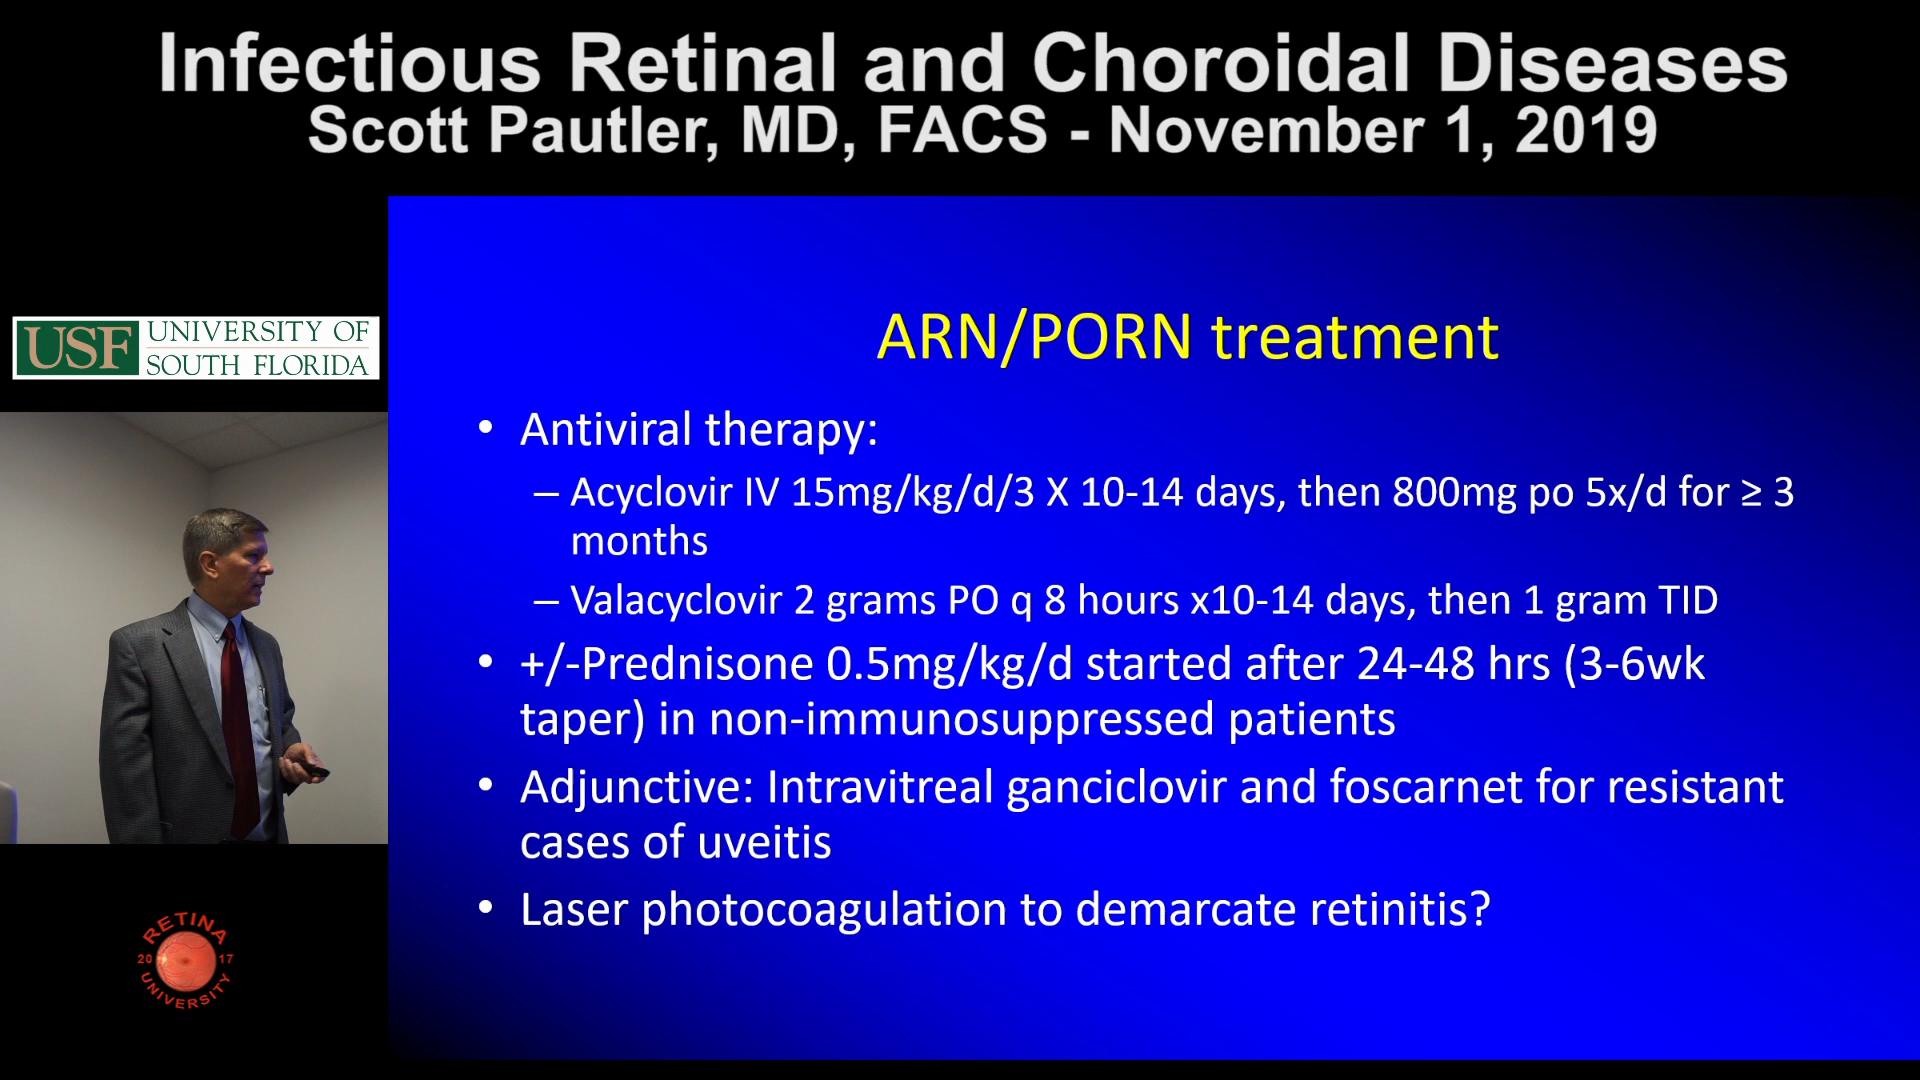 Infectious Retinal and Choroidal Diseases
Scott Pautler, MD, FACS - November 1, 2019
USF UNIVERSITY OF
SOUTH FLORIDA
ARN/PORN treatment
• Antiviral therapy:
– Acyclovir IV 15mg/kg/d/3 X 10-14 days, then 800mg po 5x/d for ≥ 3
months
– Valacyclovir 2 grams PO q 8 hours x10-14 days, then 1 gram TID
• +/-Prednisone 0.5mg/kg/d started after 24-48 hrs (3-6wk
taper) in non-immunosuppressed patients
• Adjunctive: Intravitreal ganciclovir and foscarnet for resistant
cases of uveitis
• Laser photocoagulation to demarcate retinitis?
RETINA
20 17
UNIVERSITY